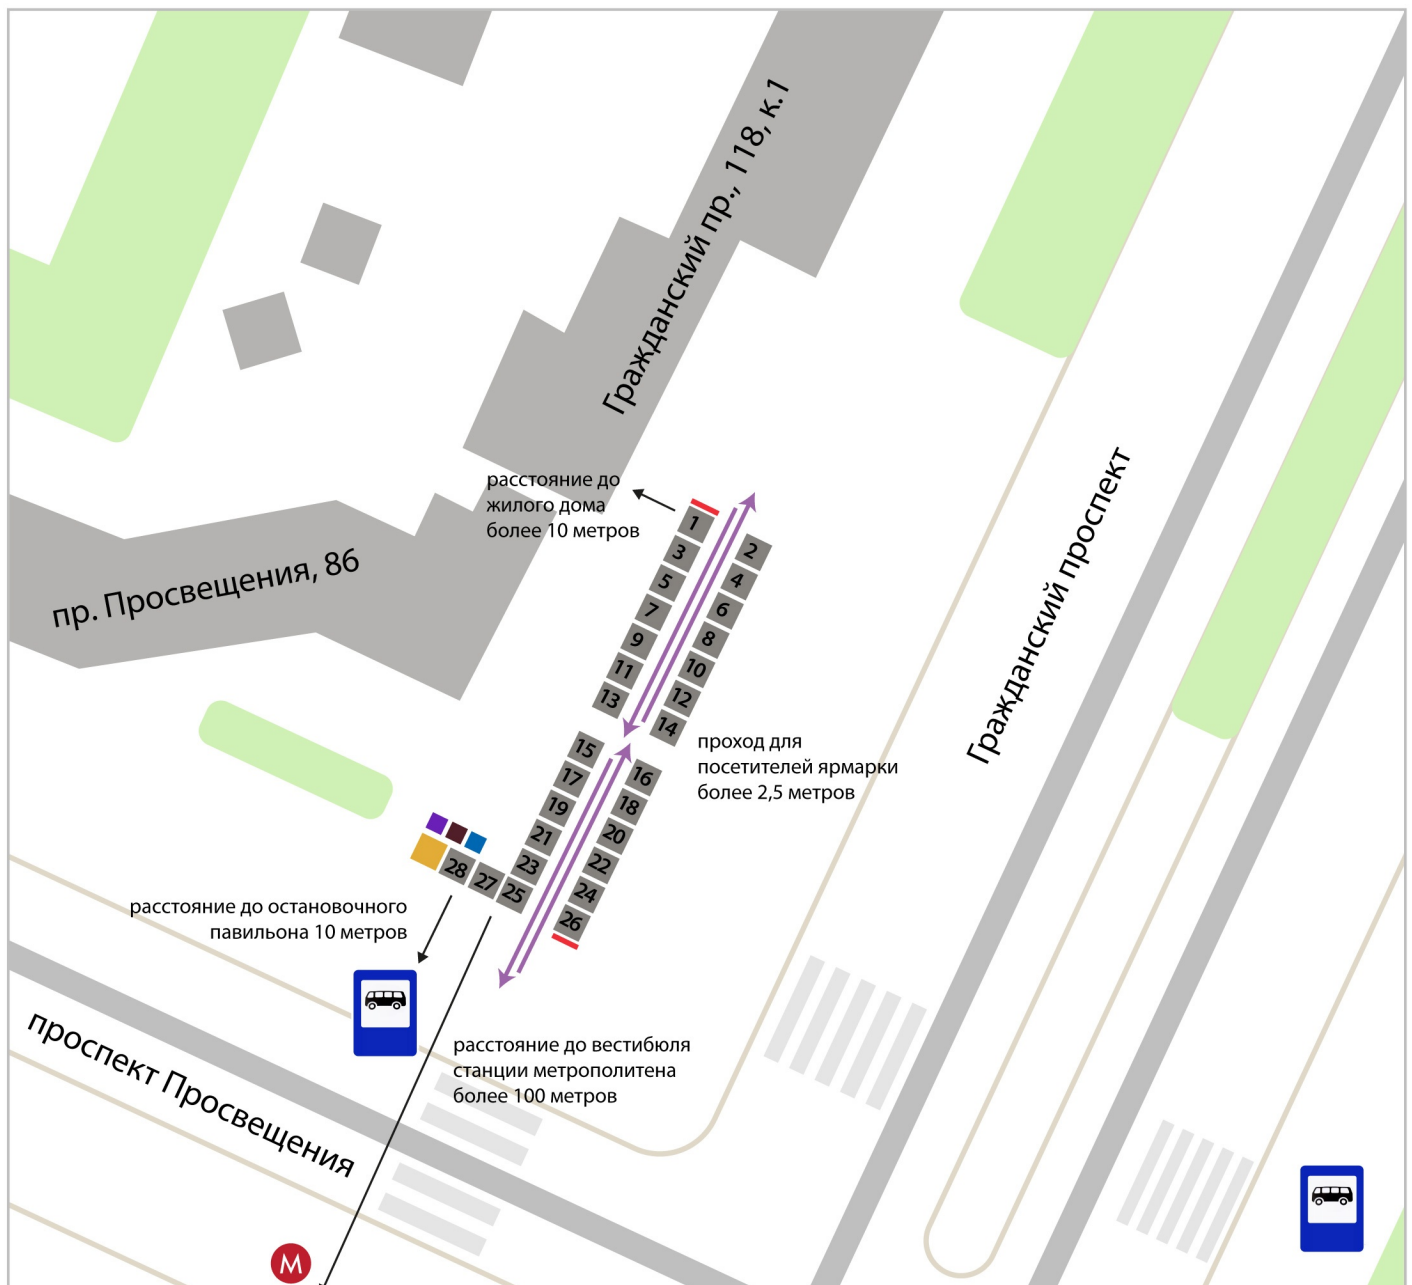 Гражданский пр., 118, к.1
расстояние до
жилого дома
более 10 метров
пр. Просвещения, 86
Гражданский проспект
1
2
3
4
5
6
7
8
9
10
11
12
13
14
проход для
посетителей ярмарки
более 2,5 метров
15
16
17
18
19
20
21
22
23
24
25
26
27
28
расстояние до остановочного
павильона 10 метров
проспект Просвещения
расстояние до вестибюля
станции метрополитена
более 100 метров
М